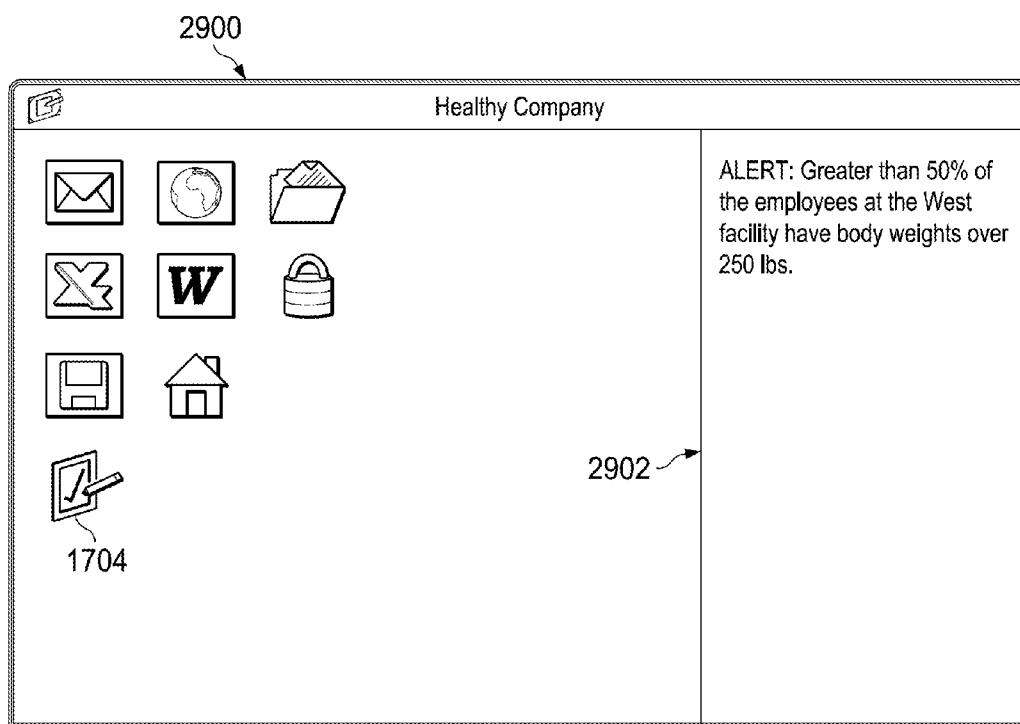 2900
Healthy Company
ALERT: Greater than 50% of
the employees at the West
facility have body weights over
250 lbs.
W
2902
1704